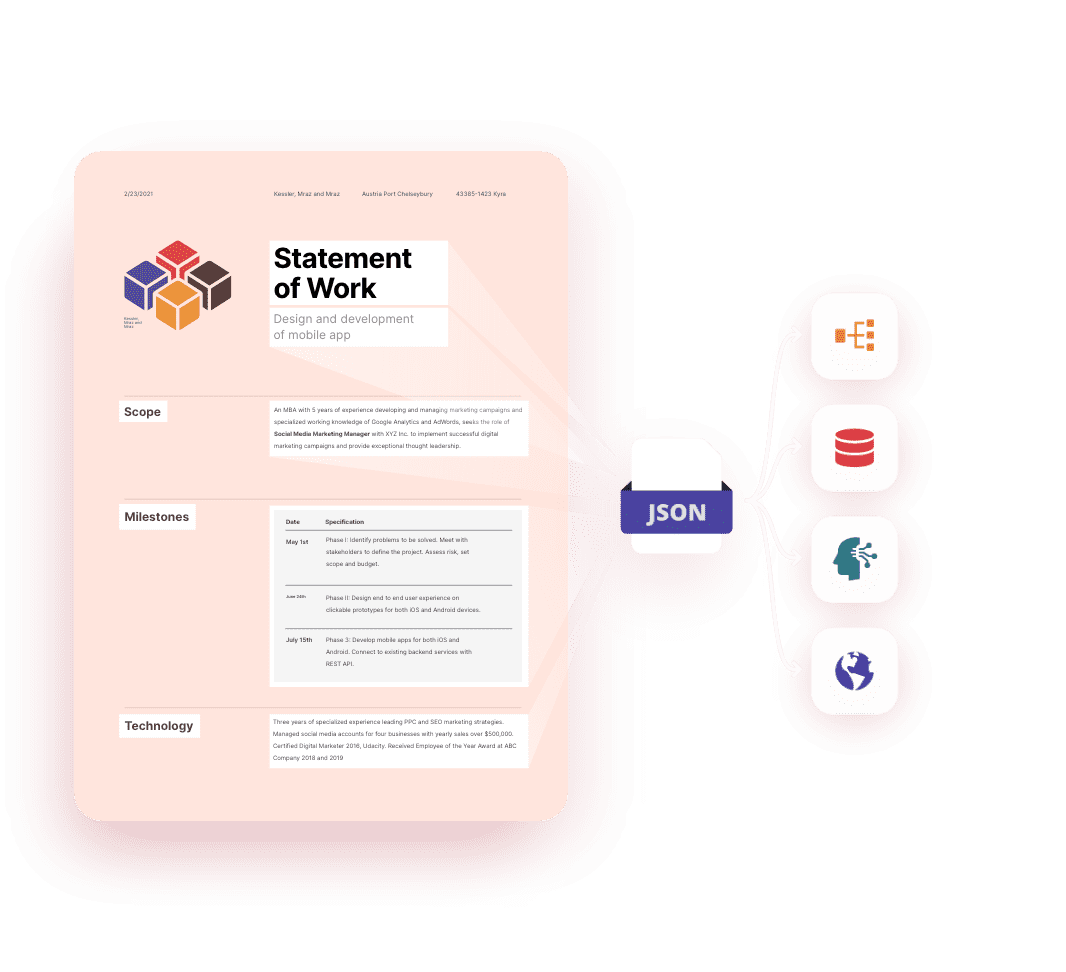 2/23/2021
Kessler, Mraz and Mraz
Austria Port Chelseybury
43385-1423 Kyra
Kessler,
Mraz and
Mraz
Statement
of Work
Design and development
of mobile app
Scope
An MBA with 5 years of experience developing and managing marketing campaigns and
specialized working knowledge of Google Analytics and AdWords, seeks the role of
Social Media Marketing Manager with XYZ Inc. to implement successful digital
marketing campaigns and provide exceptional thought leadership.
Milestones
Date Specification
May 1st
Phase I: Identify problems to be solved. Meet with
stakeholders to define the project. Assess risk, set
scope and budget.
June 24th
Phase II: Design end to end user experience on
clickable prototypes for both iOS and Android devices.
July 15th
Phase 3: Develop mobile apps for both iOS and
Android. Connect to existing backend services with
REST API.
Technology
Three years of specialized experience leading PPC and SEO marketing strategies.
Managed social media accounts for four businesses with yearly sales over $500,000.
Certified Digital Marketer 2016, Udacity. Received Employee of the Year Award at ABC
Company 2018 and 2019
JSON